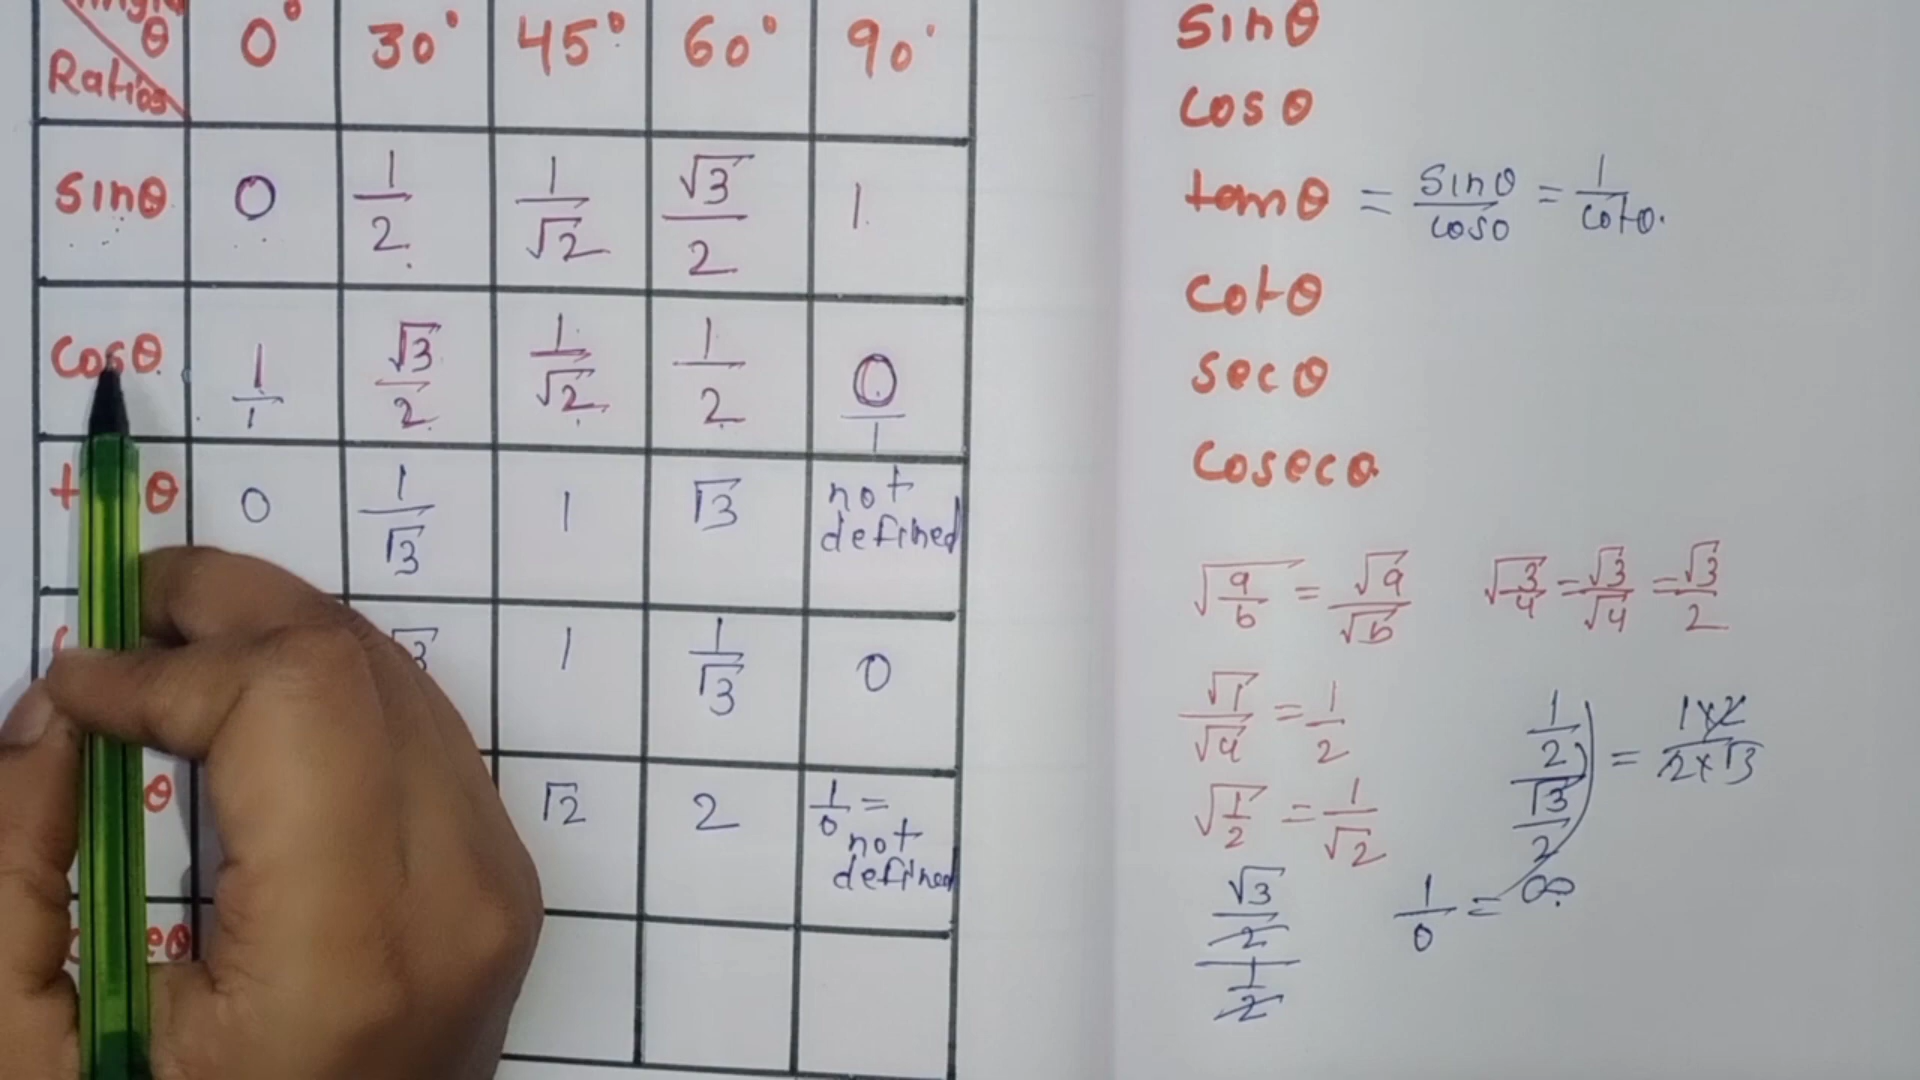 θ 0° 30° 45° 60° 90°
Ratios
sinθ 0 1/2 1/√2 √3/2 1
cosθ 1/1 √3/2 1/√2 1/2 0/1
θ 0 1/√3 1 √3 not defined
1 1/√3 0
θ √2 2 1/0 = not defined
sinθ
cosθ
tanθ = sinθ/cosθ = 1/cotθ.
cotθ
secθ
cosecθ
√(a/b) = √a/√b √(3/4) = √3/√4 = √3/2
√1/√4 = 1/2
(1/2)/(√3/2) = 1×2/2×√3
√(1/2) = 1/√2
(√3/2)/(1/2)
1/0 = ∞